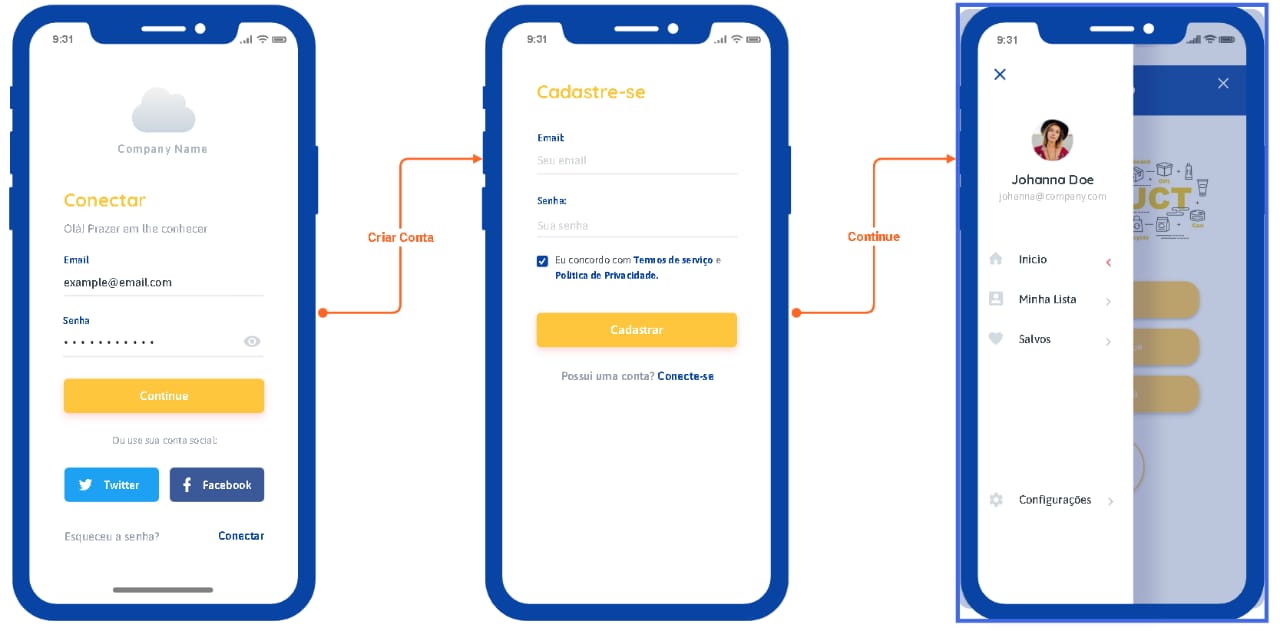 9:31
Company Name
Conectar
Olá! Prazer em lhe conhecer
Email
example@email.com
Senha
Continue
Ou use sua conta social:
Twitter
Facebook
Esqueceu a senha?
Conectar
Criar Conta
9:31
Cadastre-se
Email:
Seu email
Senha:
Sua senha
Eu concordo com Termos de serviço e
Política de Privacidade.
Cadastrar
Possui uma conta? Conecte-se
Continue
9:31
Johanna Doe
johanna@company.com
Inicio
Minha Lista
Salvos
Configurações
UCT